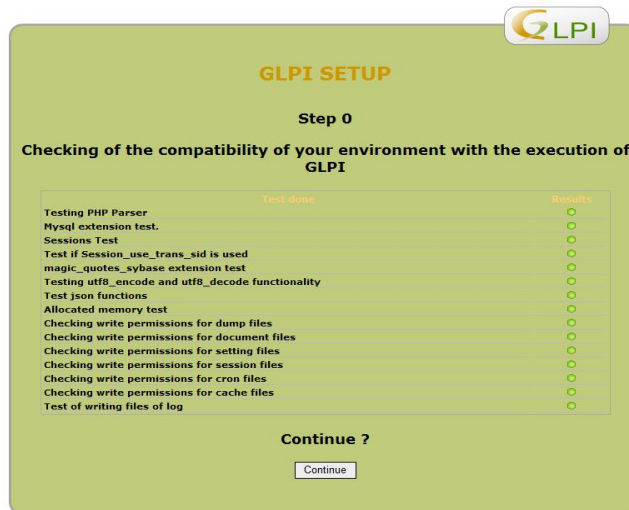 GLPI
GLPI SETUP
Step 0
Checking of the compatibility of your environment with the execution of
GLPI
Test done Results
Testing PHP Parser
Mysql extension test.
Sessions Test
Test if Session_use_trans_sid is used
magic_quotes_sybase extension test
Testing utf8_encode and utf8_decode functionality
Test json functions
Allocated memory test
Checking write permissions for dump files
Checking write permissions for document files
Checking write permissions for setting files
Checking write permissions for session files
Checking write permissions for cron files
Checking write permissions for cache files
Test of writing files of log
Continue ?
Continue